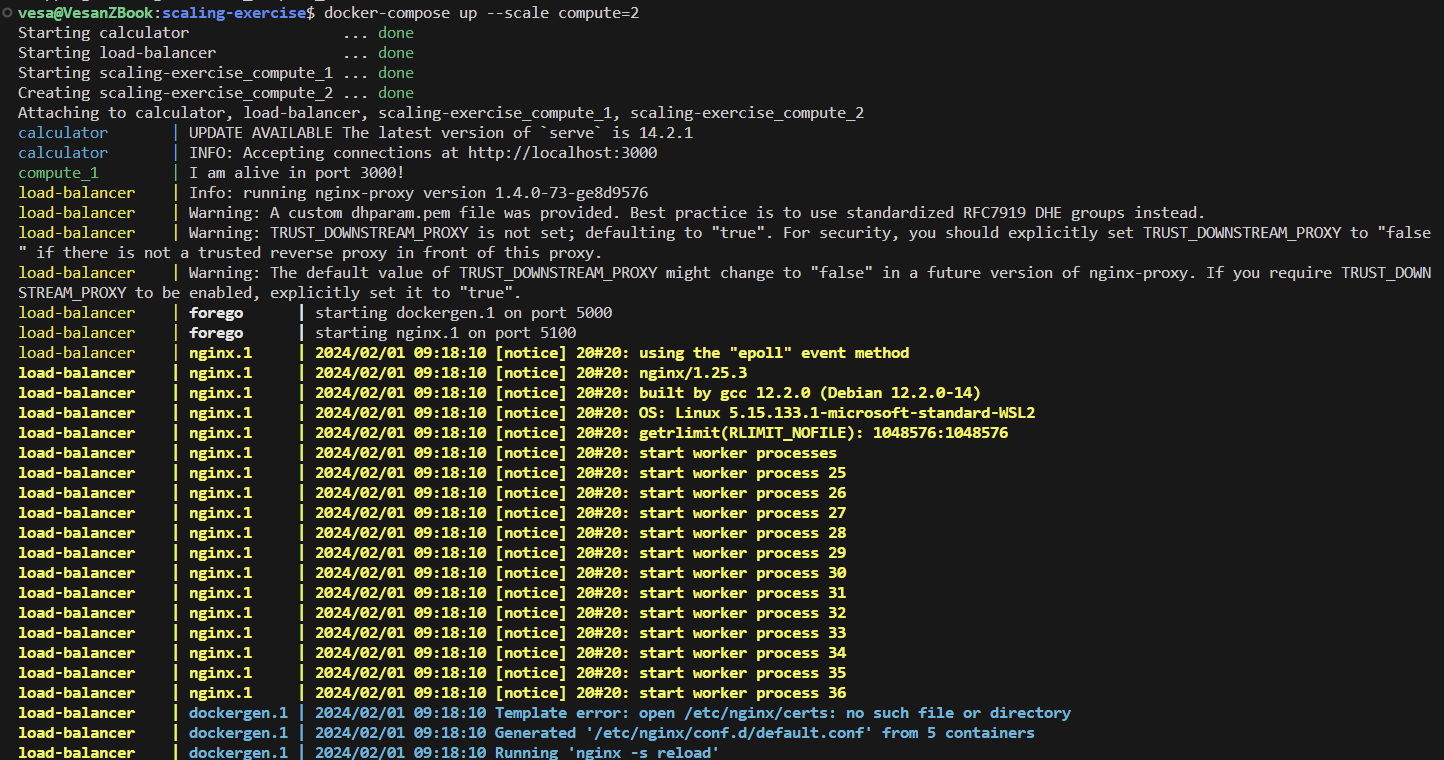 vesa@VesanZBook:scaling-exercise$ docker-compose up --scale compute=2
Starting calculator                 ... done
Starting load-balancer              ... done
Starting scaling-exercise_compute_1 ... done
Creating scaling-exercise_compute_2 ... done
Attaching to calculator, load-balancer, scaling-exercise_compute_1, scaling-exercise_compute_2
calculator       | UPDATE AVAILABLE The latest version of `serve` is 14.2.1
calculator       | INFO: Accepting connections at http://localhost:3000
compute_1        | I am alive in port 3000!
load-balancer    | Info: running nginx-proxy version 1.4.0-73-ge8d9576
load-balancer    | Warning: A custom dhparam.pem file was provided. Best practice is to use standardized RFC7919 DHE groups instead.
load-balancer    | Warning: TRUST_DOWNSTREAM_PROXY is not set; defaulting to "true". For security, you should explicitly set TRUST_DOWNSTREAM_PROXY to "false
" if there is not a trusted reverse proxy in front of this proxy.
load-balancer    | Warning: The default value of TRUST_DOWNSTREAM_PROXY might change to "false" in a future version of nginx-proxy. If you require TRUST_DOWN
STREAM_PROXY to be enabled, explicitly set it to "true".
load-balancer    | forego      | starting dockergen.1 on port 5000
load-balancer    | forego      | starting nginx.1 on port 5100
load-balancer    | nginx.1     | 2024/02/01 09:18:10 [notice] 20#20: using the "epoll" event method
load-balancer    | nginx.1     | 2024/02/01 09:18:10 [notice] 20#20: nginx/1.25.3
load-balancer    | nginx.1     | 2024/02/01 09:18:10 [notice] 20#20: built by gcc 12.2.0 (Debian 12.2.0-14)
load-balancer    | nginx.1     | 2024/02/01 09:18:10 [notice] 20#20: OS: Linux 5.15.133.1-microsoft-standard-WSL2
load-balancer    | nginx.1     | 2024/02/01 09:18:10 [notice] 20#20: getrlimit(RLIMIT_NOFILE): 1048576:1048576
load-balancer    | nginx.1     | 2024/02/01 09:18:10 [notice] 20#20: start worker processes
load-balancer    | nginx.1     | 2024/02/01 09:18:10 [notice] 20#20: start worker process 25
load-balancer    | nginx.1     | 2024/02/01 09:18:10 [notice] 20#20: start worker process 26
load-balancer    | nginx.1     | 2024/02/01 09:18:10 [notice] 20#20: start worker process 27
load-balancer    | nginx.1     | 2024/02/01 09:18:10 [notice] 20#20: start worker process 28
load-balancer    | nginx.1     | 2024/02/01 09:18:10 [notice] 20#20: start worker process 29
load-balancer    | nginx.1     | 2024/02/01 09:18:10 [notice] 20#20: start worker process 30
load-balancer    | nginx.1     | 2024/02/01 09:18:10 [notice] 20#20: start worker process 31
load-balancer    | nginx.1     | 2024/02/01 09:18:10 [notice] 20#20: start worker process 32
load-balancer    | nginx.1     | 2024/02/01 09:18:10 [notice] 20#20: start worker process 33
load-balancer    | nginx.1     | 2024/02/01 09:18:10 [notice] 20#20: start worker process 34
load-balancer    | nginx.1     | 2024/02/01 09:18:10 [notice] 20#20: start worker process 35
load-balancer    | nginx.1     | 2024/02/01 09:18:10 [notice] 20#20: start worker process 36
load-balancer    | dockergen.1 | 2024/02/01 09:18:10 Template error: open /etc/nginx/certs: no such file or directory
load-balancer    | dockergen.1 | 2024/02/01 09:18:10 Generated '/etc/nginx/conf.d/default.conf' from 5 containers
load-balancer    | dockergen.1 | 2024/02/01 09:18:10 Running 'nginx -s reload'